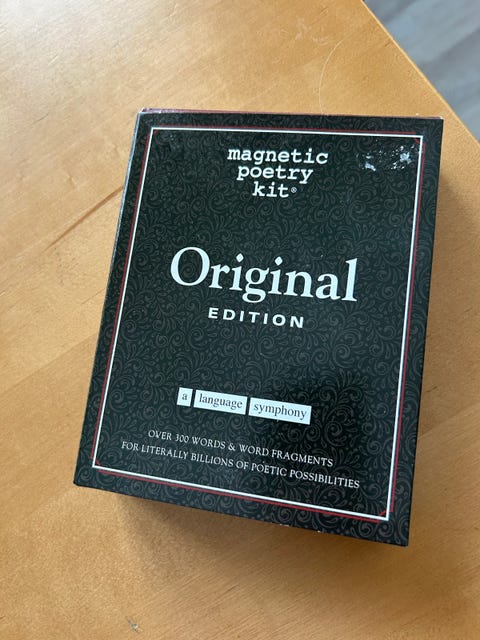 magnetic
poetry
kit®
Original
EDITION
a language symphony
OVER 300 WORDS & WORD FRAGMENTS
FOR LITERALLY BILLIONS OF POETIC POSSIBILITIES